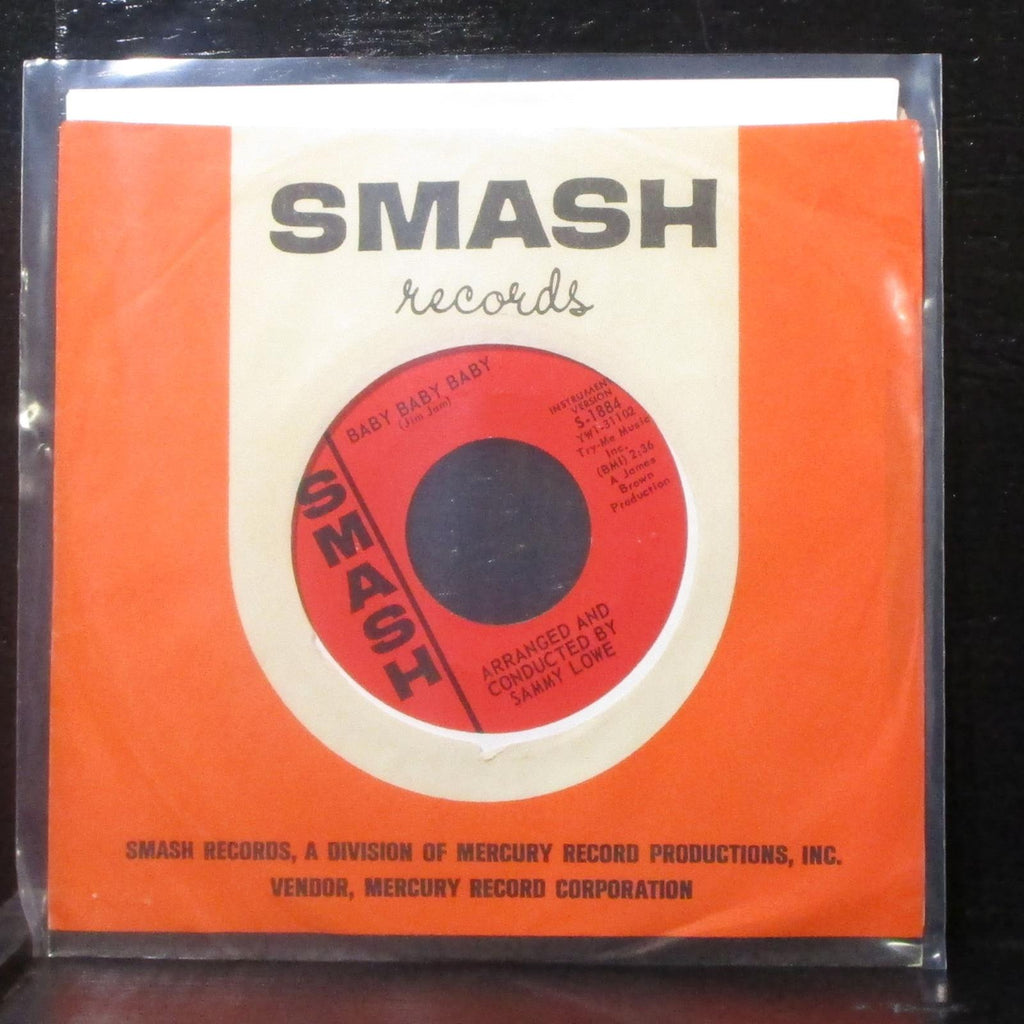 SMASH
records
BABY BABY BABY
(Jim Jam)
INSTRUMENTAL
VERSION
S-1884
YW1-31102
Try-Me Music
Inc.
(BMI) 2:36
A James
Brown
Production
SMASH
ARRANGED AND
CONDUCTED BY
SAMMY LOWE
SMASH RECORDS, A DIVISION OF MERCURY RECORD PRODUCTIONS, INC.
VENDOR, MERCURY RECORD CORPORATION